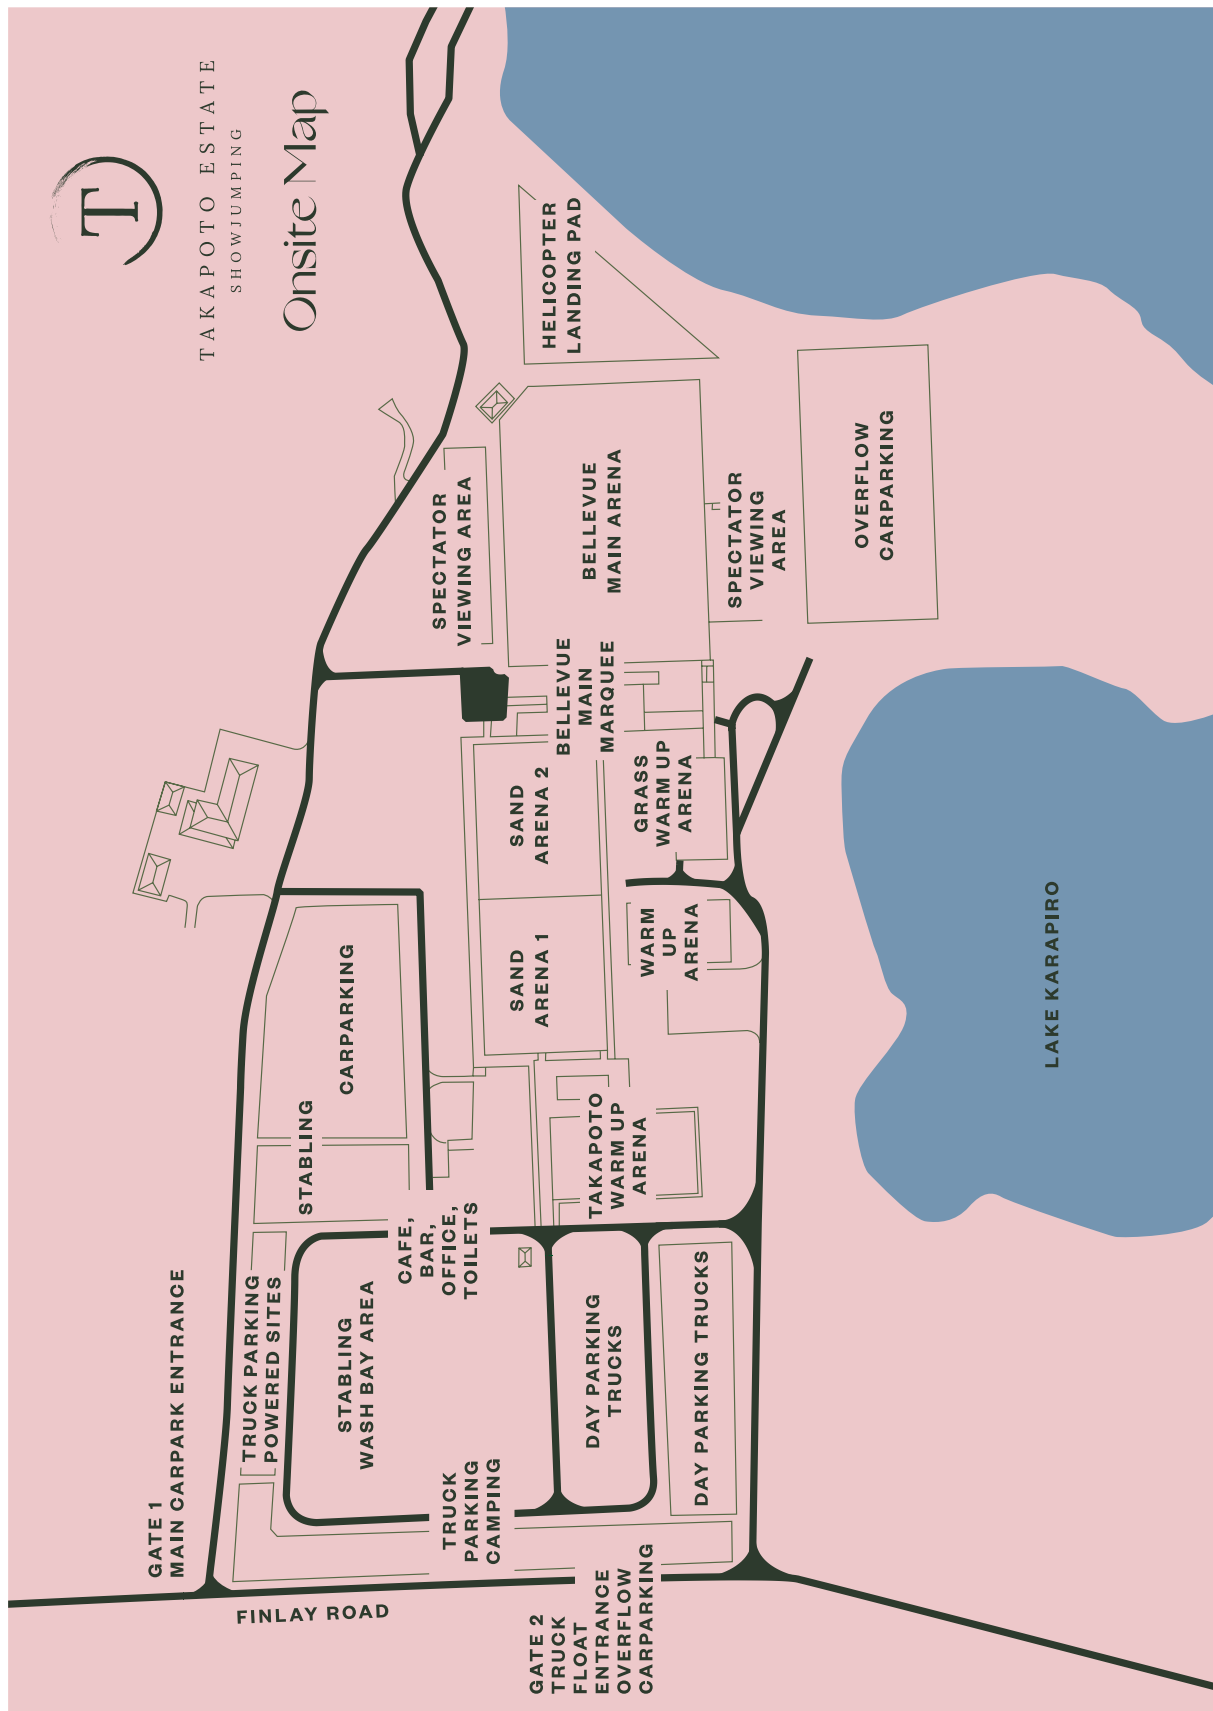 T
TAKAPOTO ESTATE
SHOWJUMPING
Onsite Map
HELICOPTER
LANDING PAD
SPECTATOR
VIEWING AREA
BELLEVUE
MAIN ARENA
SPECTATOR
VIEWING
AREA
OVERFLOW
CARPARKING
BELLEVUE
MAIN
MARQUEE
SAND
ARENA 2
GRASS
WARM UP
ARENA
SAND
ARENA 1
WARM
UP
ARENA
CARPARKING
STABLING
LAKE KARAPIRO
TAKAPOTO
WARM UP
ARENA
CAFE,
BAR,
OFFICE,
TOILETS
GATE 1
MAIN CARPARK ENTRANCE
TRUCK PARKING
POWERED SITES
STABLING
WASH BAY AREA
DAY PARKING
TRUCKS
DAY PARKING TRUCKS
TRUCK
PARKING
CAMPING
FINLAY ROAD
GATE 2
TRUCK
FLOAT
ENTRANCE
OVERFLOW
CARPARKING